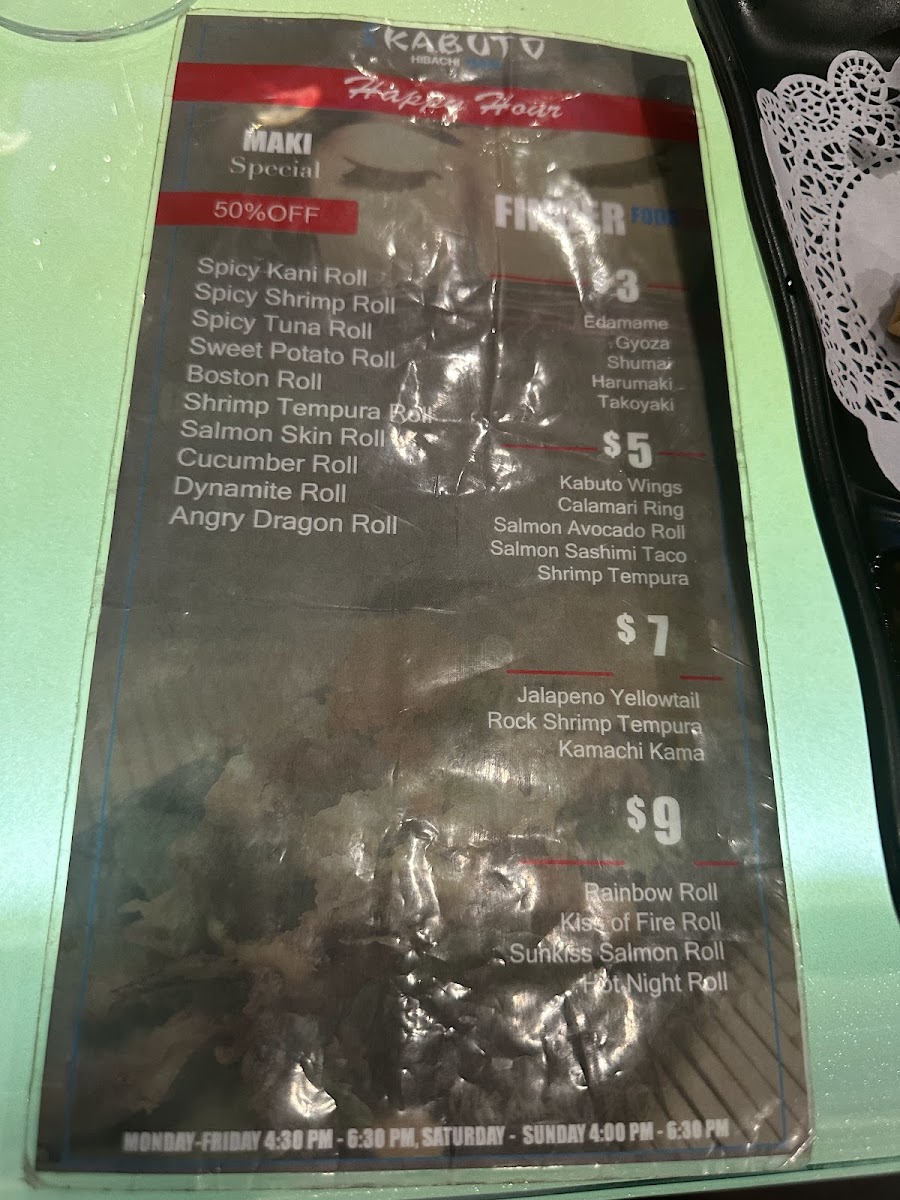 KABUTO
HIBACHI
Happy Hour
MAKI
Special
50%OFF
Spicy Kani Roll
Spicy Shrimp Roll
Spicy Tuna Roll
Sweet Potato Roll
Boston Roll
Shrimp Tempura Roll
Salmon Skin Roll
Cucumber Roll
Dynamite Roll
Angry Dragon Roll
FINGER FOOD
$3
Edamame
Gyoza
Shumai
Harumaki
Takoyaki
$5
Kabuto Wings
Calamari Ring
Salmon Avocado Roll
Salmon Sashimi Taco
Shrimp Tempura
$7
Jalapeno Yellowtail
Rock Shrimp Tempura
Kamachi Kama
$9
Rainbow Roll
Kiss of Fire Roll
Sunkiss Salmon Roll
Hot Night Roll
MONDAY-FRIDAY 4:30 PM - 6:30 PM, SATURDAY - SUNDAY 4:00 PM - 6:30 PM